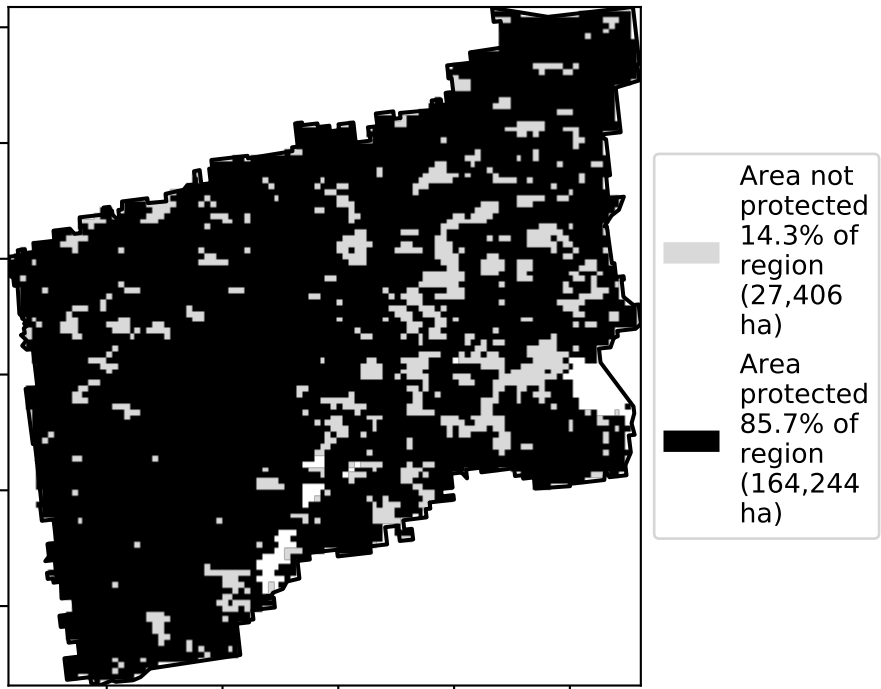 Area not
protected
14.3% of
region
(27,406
ha)
Area
protected
85.7% of
region
(164,244
ha)